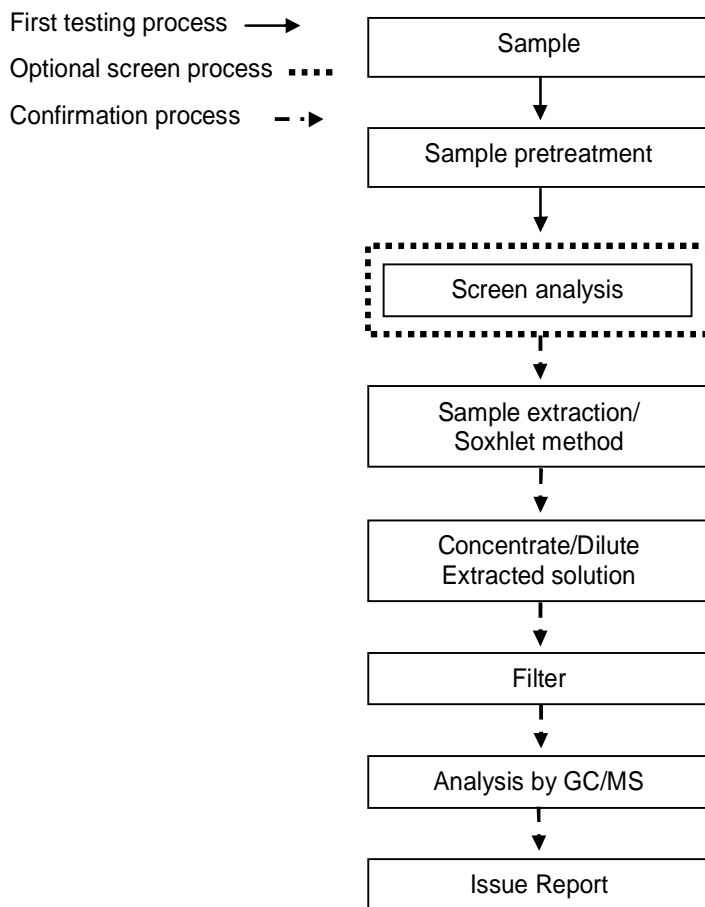 First testing process
Optional screen process
Confirmation process
Sample
Sample pretreatment
Screen analysis
Sample extraction/
Soxhlet method
Concentrate/Dilute
Extracted solution
Filter
Analysis by GC/MS
Issue Report